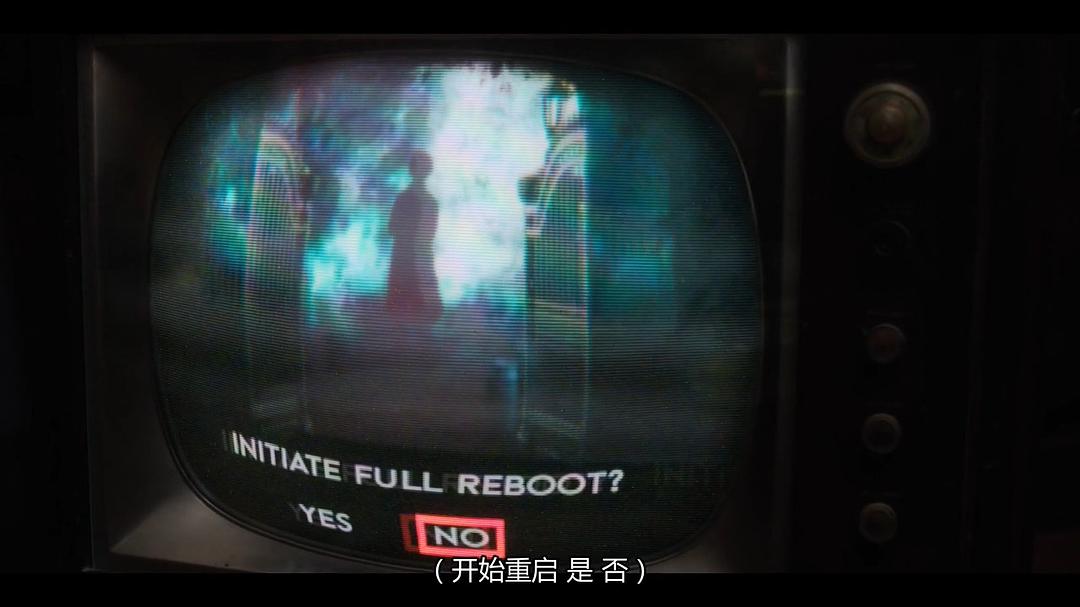 INITIATE FULL REBOOT?
YES NO
（开始重启 是 否）